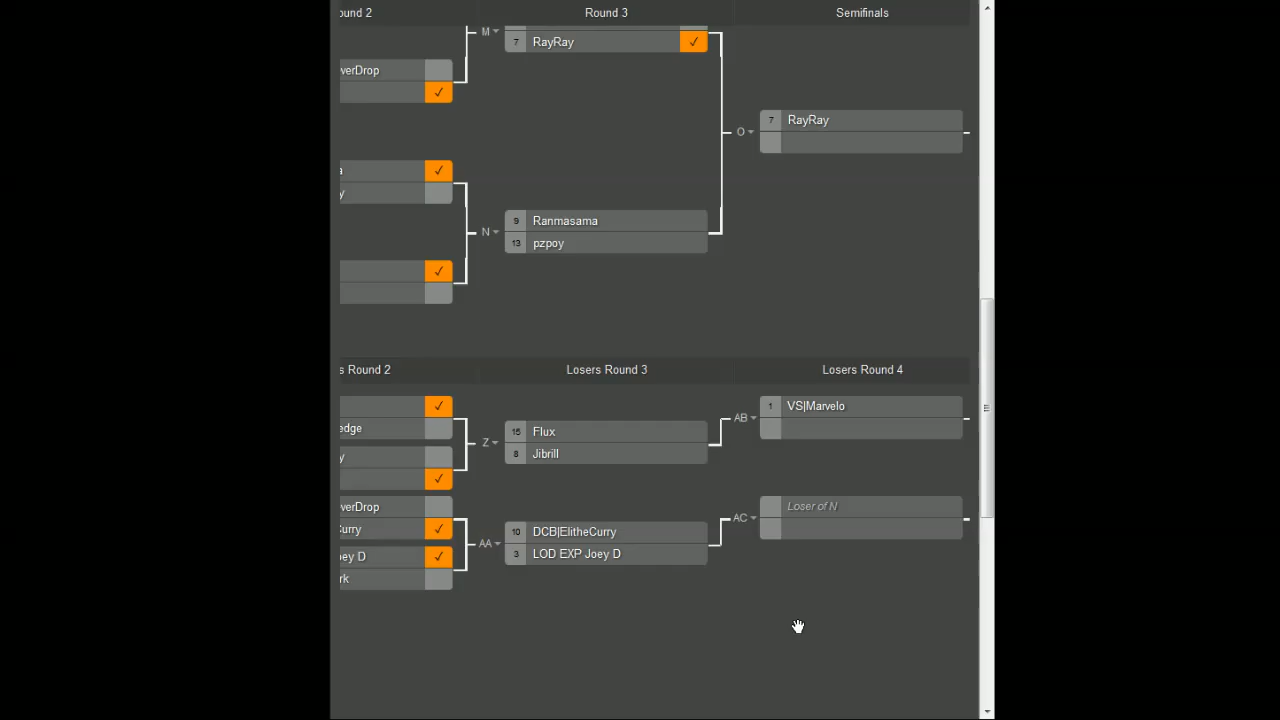 ound 2
Round 3
Semifinals
M
7 RayRay ✓
verDrop
✓
7 RayRay
O
a ✓
y
9 Ranmasama
N
13 pzpoy
✓
s Round 2
Losers Round 3
Losers Round 4
✓
1 VS|Marvelo
AB
edge
15 Flux
Z
8 Jibrill
y
✓
verDrop
Loser of N
AC
Curry ✓
10 DCB|ElitheCurry
AA
3 LOD EXP Joey D
oey D ✓
rk